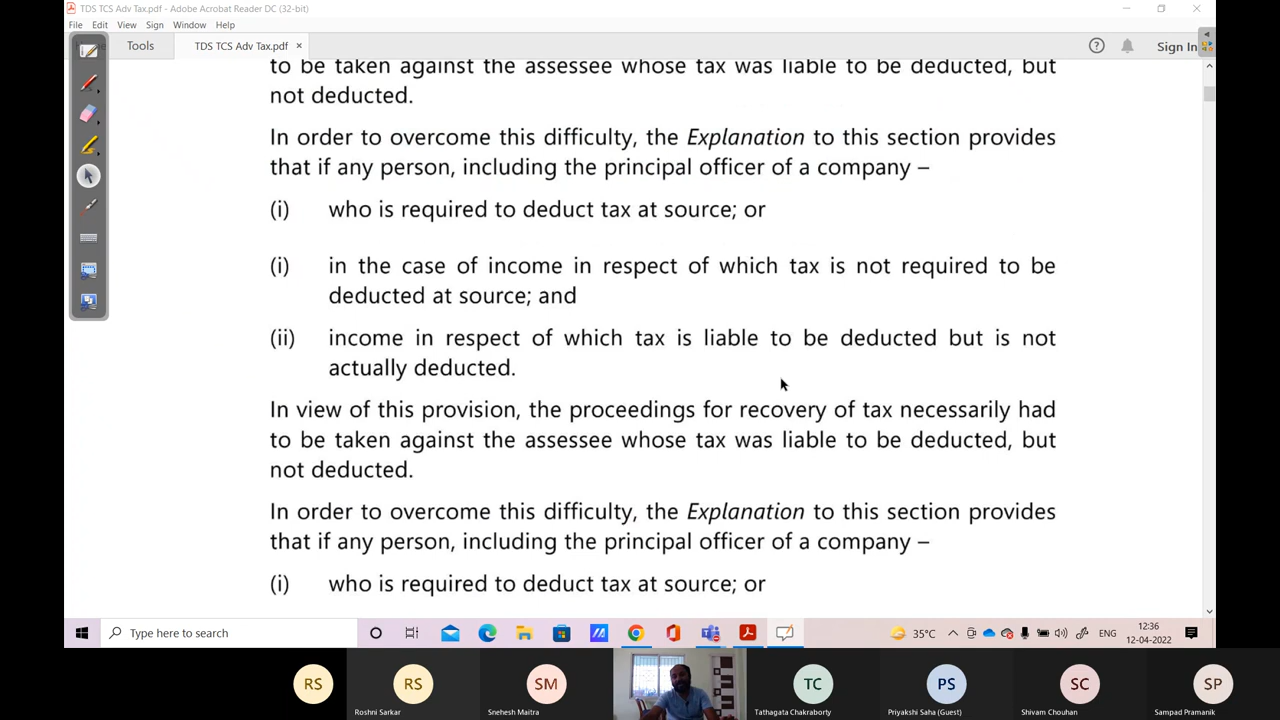 TDS TCS Adv Tax.pdf - Adobe Acrobat Reader DC (32-bit)
File Edit View Sign Window Help
Tools TDS TCS Adv Tax.pdf × Sign In
to be taken against the assessee whose tax was liable to be deducted, but
not deducted.
In order to overcome this difficulty, the Explanation to this section provides
that if any person, including the principal officer of a company –
(i) who is required to deduct tax at source; or
(i) in the case of income in respect of which tax is not required to be
deducted at source; and
(ii) income in respect of which tax is liable to be deducted but is not
actually deducted.
In view of this provision, the proceedings for recovery of tax necessarily had
to be taken against the assessee whose tax was liable to be deducted, but
not deducted.
In order to overcome this difficulty, the Explanation to this section provides
that if any person, including the principal officer of a company –
(i) who is required to deduct tax at source; or
Type here to search 35°C ENG 12:36
12-04-2022
RS RS SM TC PS SC SP
Roshni Sarkar Snehesh Maitra Tathagata Chakraborty Priyakshi Saha (Guest) Shivam Chouhan Sampad Pramanik